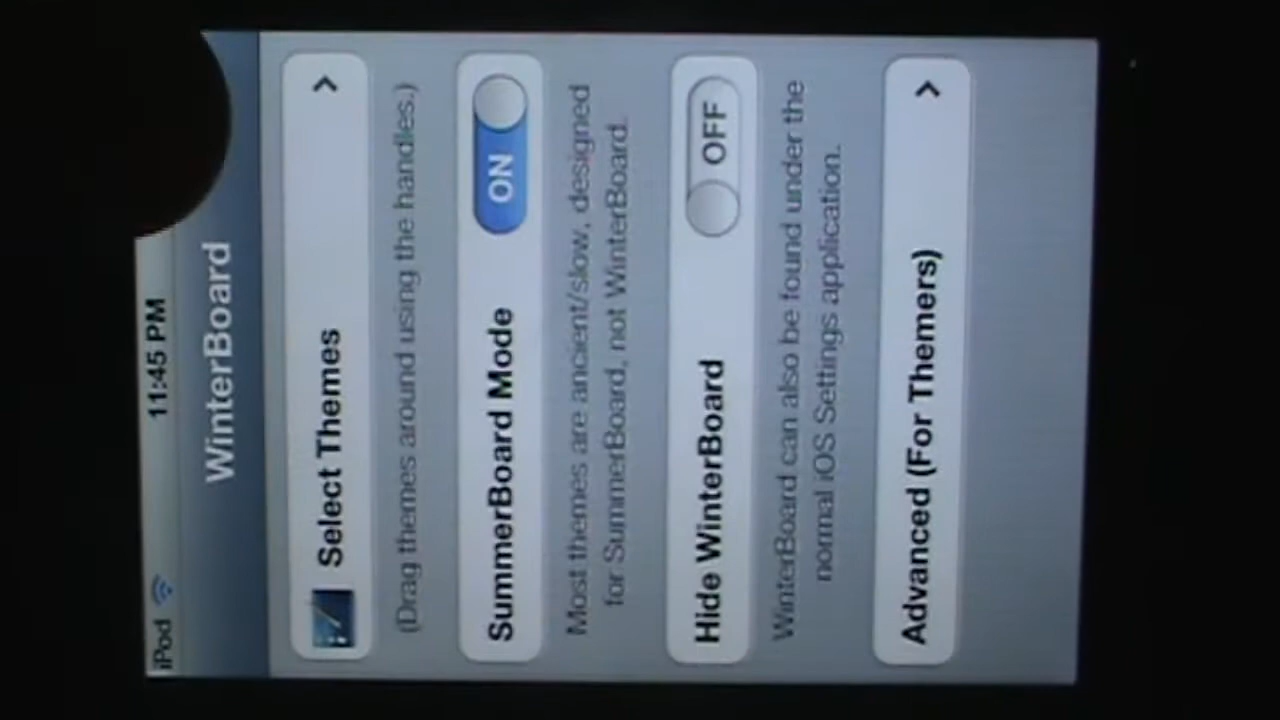 iPod 11:45 PM
WinterBoard
Select Themes
(Drag themes around using the handles.)
SummerBoard Mode ON
Most themes are ancient/slow, designed
for SummerBoard, not WinterBoard.
Hide WinterBoard OFF
WinterBoard can also be found under the
normal iOS Settings application.
Advanced (For Themers)